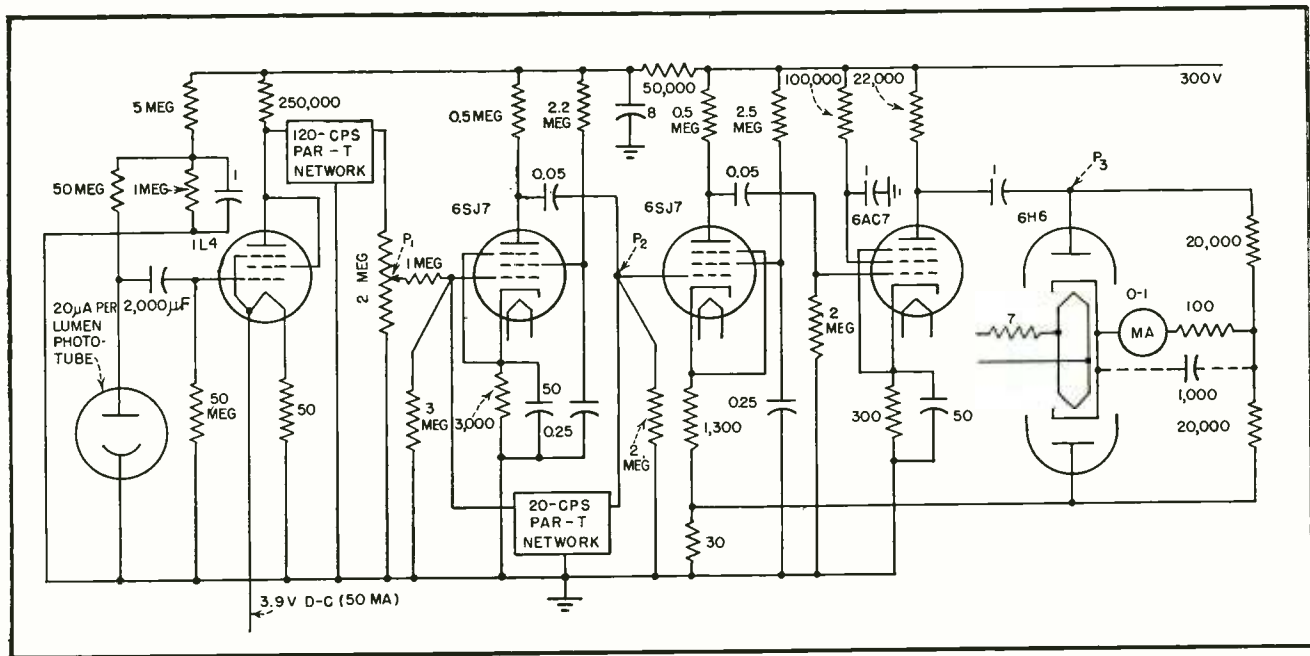 5 MEG
250,000
120-CPS
PAR-T
NETWORK
50 MEG
1 MEG
1
1L4
2,000µF
20µA PER
LUMEN
PHOTO-
TUBE
50
MEG
50
3.9V D-C (50 MA)
2 MEG
P1
1 MEG
3
MEG
0.5 MEG
2.2
MEG
6SJ7
0.05
3,000
50
0.25
20-CPS
PAR-T
NETWORK
8
50,000
P2
2
MEG
0.5
MEG
2.5
MEG
6SJ7
0.05
1,300
30
0.25
2
MEG
100,000
22,000
1
6AC7
300
50
300V
1
P3
6H6
7
0-1
MA
100
1,000
20,000
20,000